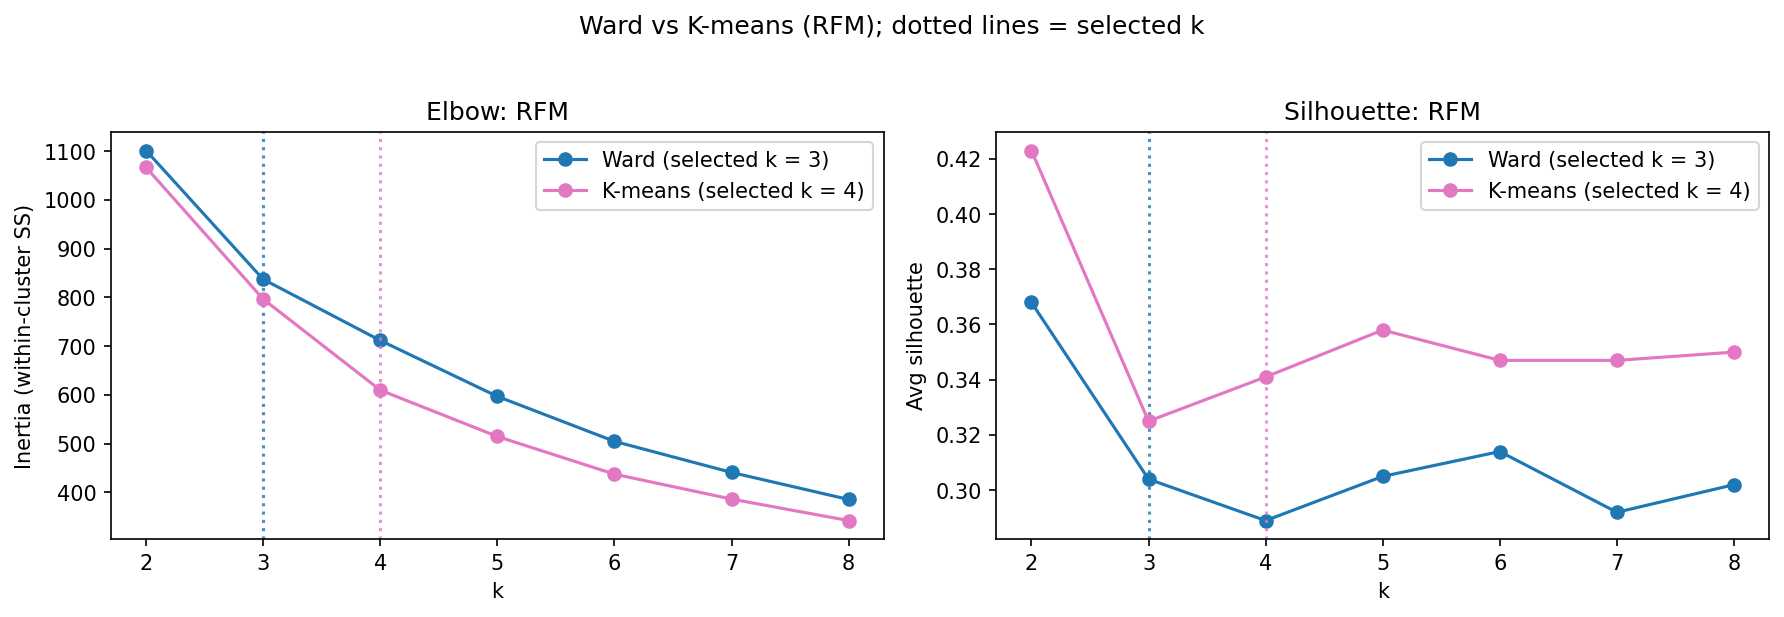 Ward vs K-means (RFM); dotted lines = selected k
Elbow: RFM
Inertia (within-cluster SS)
1100
1000
900
800
700
600
500
400
Ward (selected k = 3)
K-means (selected k = 4)
2 3 4 5 6 7 8
k
Silhouette: RFM
Avg silhouette
0.42
0.40
0.38
0.36
0.34
0.32
0.30
Ward (selected k = 3)
K-means (selected k = 4)
2 3 4 5 6 7 8
k